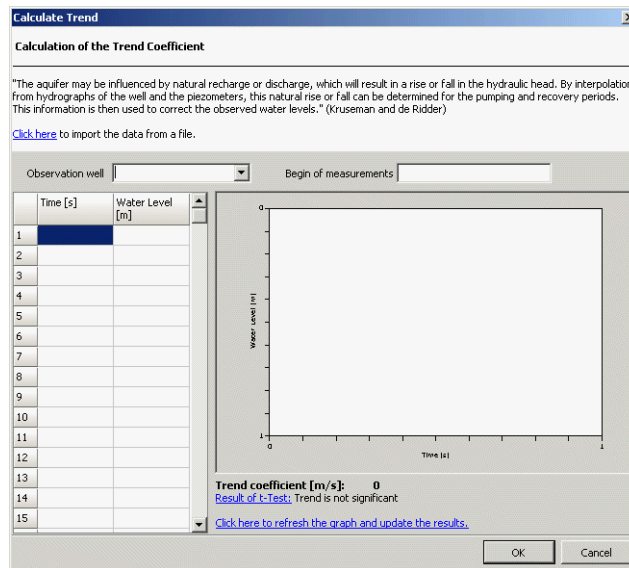 Calculate Trend
Calculation of the Trend Coefficient
"The aquifer may be influenced by natural recharge or discharge, which will result in a rise or fall in the hydraulic head. By interpolation
from hydrographs of the well and the piezometers, this natural rise or fall can be determined for the pumping and recovery periods.
This information is then used to correct the observed water levels." (Kruseman and de Ridder)
Click here to import the data from a file.
Observation well
Begin of measurements
Time [s]
Water Level
[m]
1
2
3
4
5
6
7
8
9
10
11
12
13
14
15
0
Water Level [m]
1
0
1
Time [s]
Trend coefficient [m/s]: 0
Result of t-Test: Trend is not significant
Click here to refresh the graph and update the results.
OK
Cancel